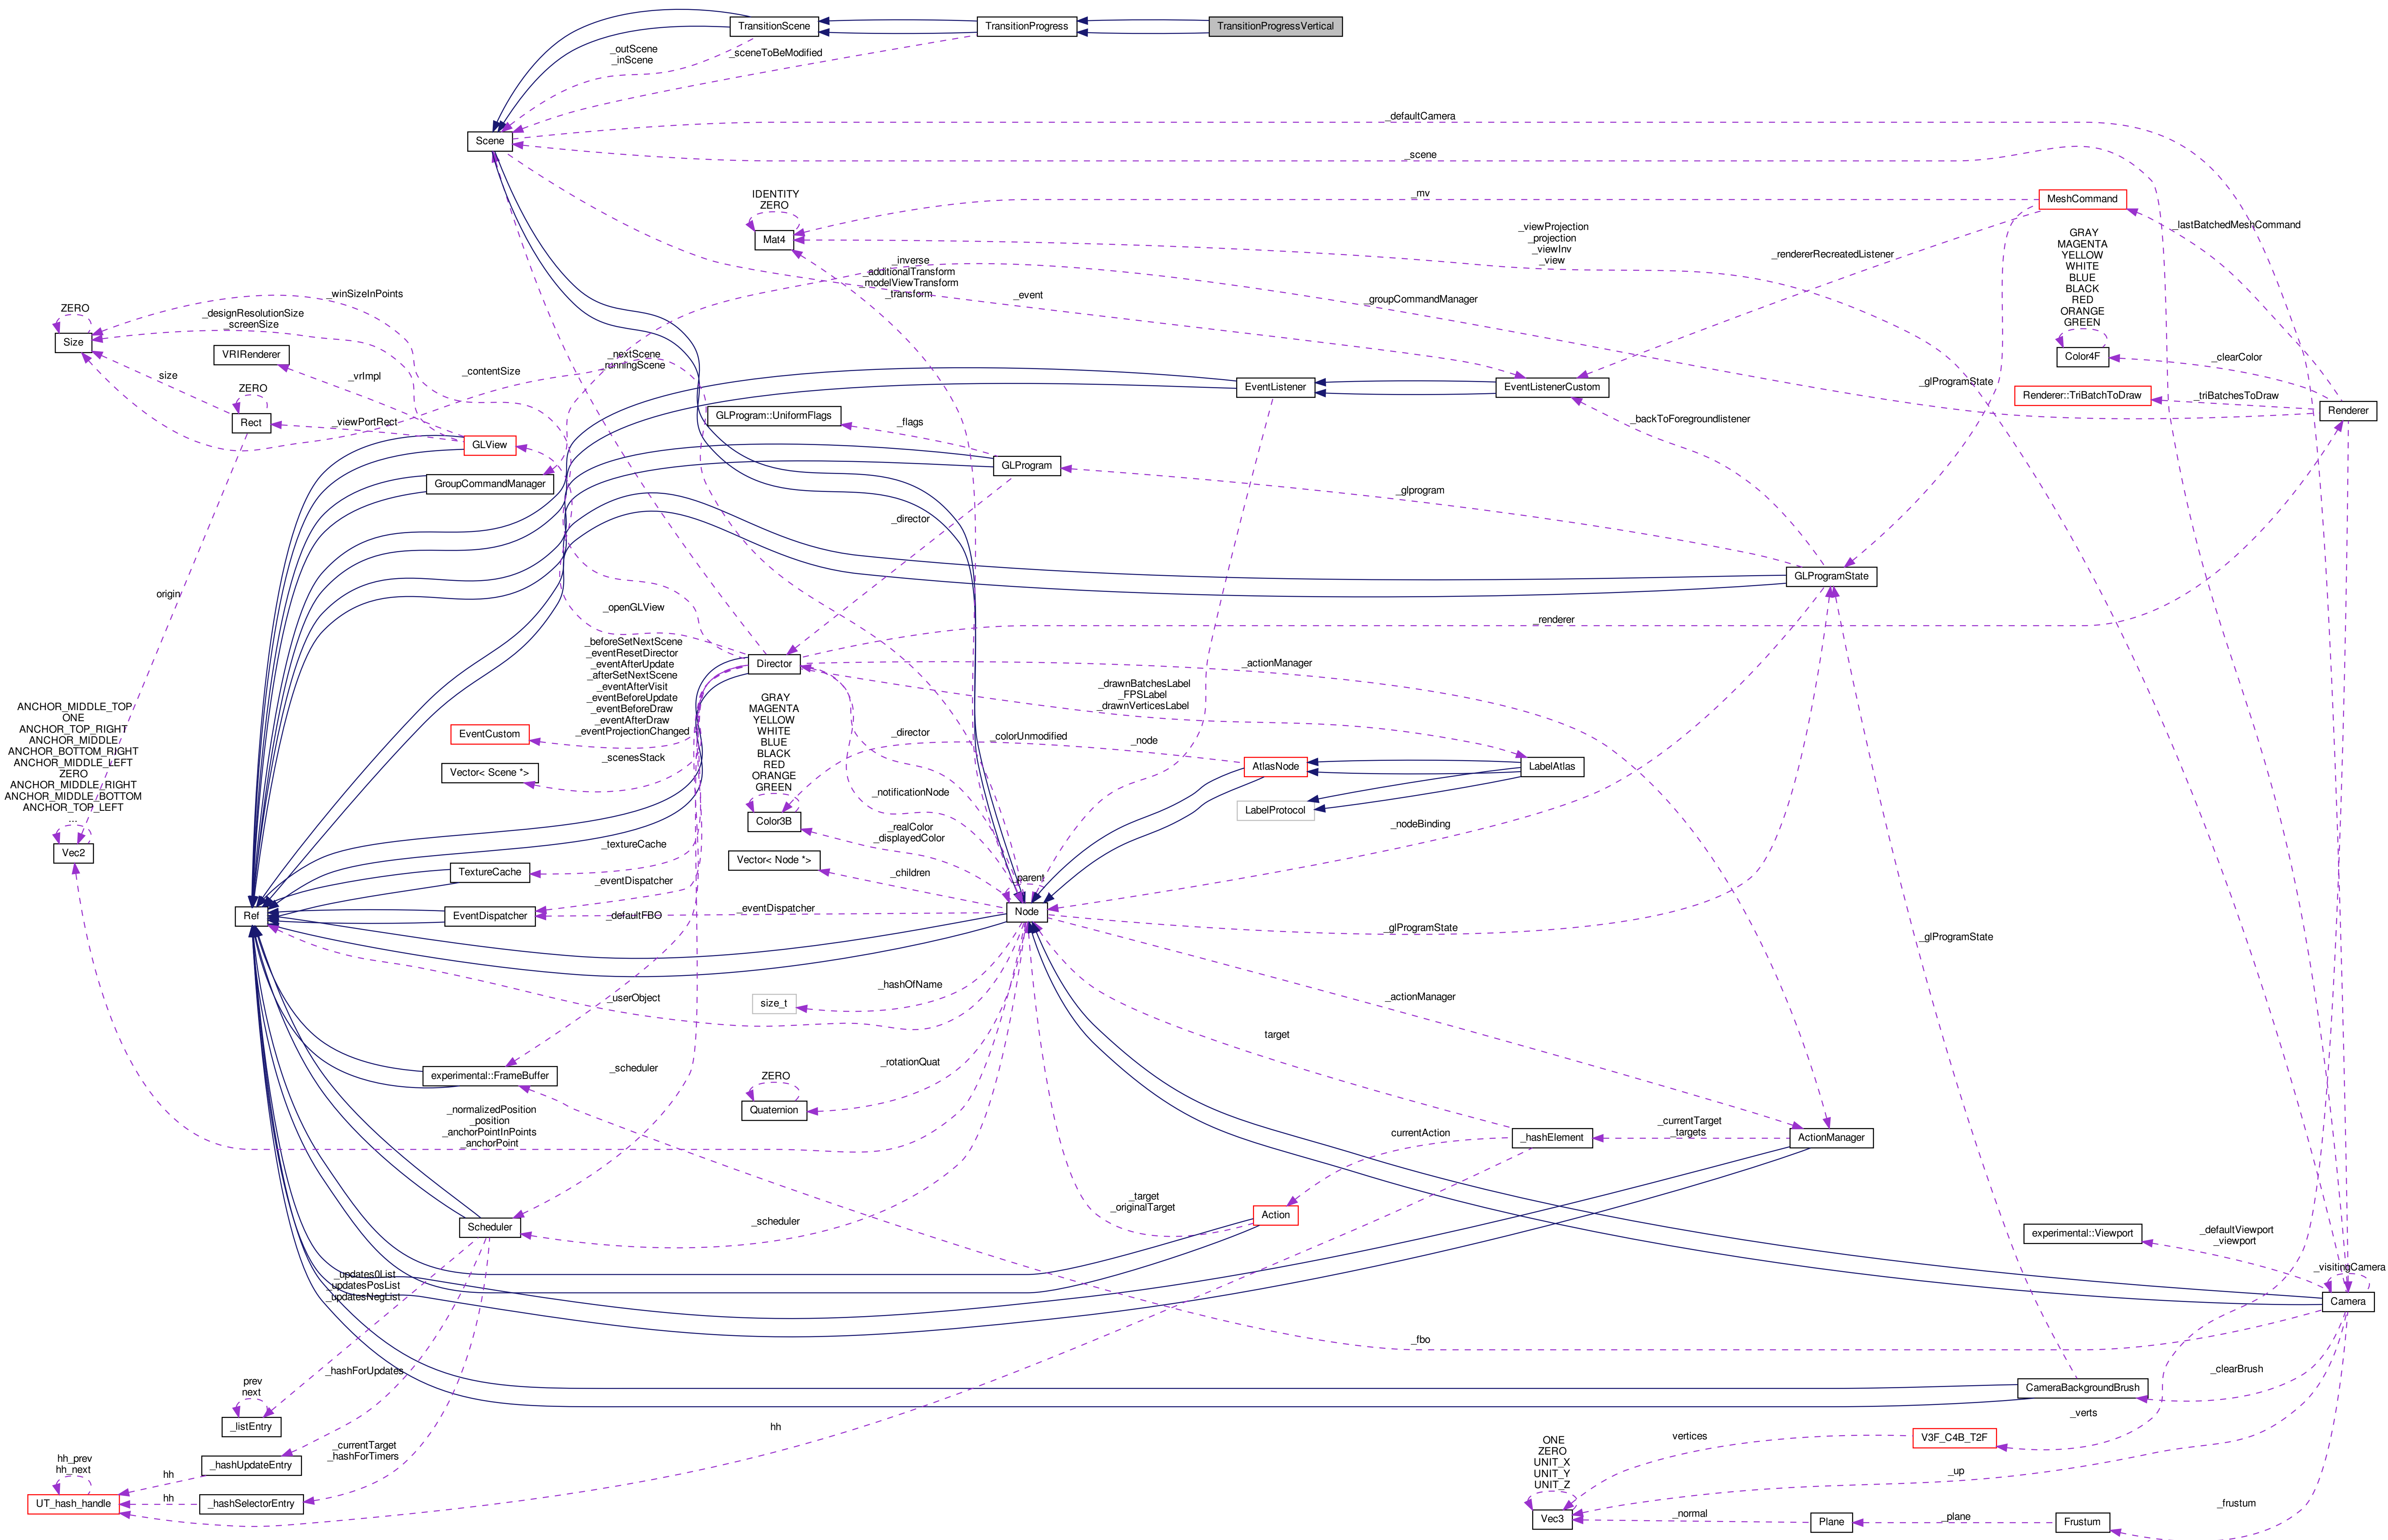 TransitionScene
TransitionProgress
TransitionProgressVertical
_outScene
_inScene
_sceneToBeModified
Scene
_defaultCamera
_scene
IDENTITY
ZERO
Mat4
_mv
MeshCommand
_lastBatchedMeshCommand
_viewProjection
_projection
_viewInv
_view
_rendererRecreatedListener
GRAY
MAGENTA
YELLOW
WHITE
BLUE
BLACK
RED
ORANGE
GREEN
Color4F
_clearColor
_inverse
_additionalTransform
_modelViewTransform
_transform
_event
_groupCommandManager
_winSizeInPoints
ZERO
Size
_designResolutionSize
_screenSize
VRIRenderer
_vrImpl
size
ZERO
Rect
_viewPortRect
_contentSize
_nextScene
_runningScene
GLView
GroupCommandManager
GLProgram::UniformFlags
_flags
GLProgram
EventListener
EventListenerCustom
_backToForegroundlistener
_glProgramState
Renderer::TriBatchToDraw
_triBatchesToDraw
Renderer
_glprogram
_director
GLProgramState
origin
_openGLView
_renderer
Director
_actionManager
_beforeSetNextScene
_eventResetDirector
_eventAfterUpdate
_afterSetNextScene
_eventAfterVisit
_eventBeforeUpdate
_eventBeforeDraw
_eventAfterDraw
_eventProjectionChanged
EventCustom
_scenesStack
Vector< Scene *>
GRAY
MAGENTA
YELLOW
WHITE
BLUE
BLACK
RED
ORANGE
GREEN
Color3B
_drawnBatchesLabel
_FPSLabel
_drawnVerticesLabel
_director
_colorUnmodified
_node
AtlasNode
LabelAtlas
LabelProtocol
_notificationNode
_realColor
_displayedColor
_nodeBinding
ANCHOR_MIDDLE_TOP
ONE
ANCHOR_TOP_RIGHT
ANCHOR_MIDDLE
ANCHOR_BOTTOM_RIGHT
ANCHOR_MIDDLE_LEFT
ZERO
ANCHOR_MIDDLE_RIGHT
ANCHOR_MIDDLE_BOTTOM
ANCHOR_TOP_LEFT
...
Vec2
_textureCache
Vector< Node *>
_children
TextureCache
_eventDispatcher
_parent
Ref
EventDispatcher
_defaultFBO
_eventDispatcher
Node
_glProgramState
_glProgramState
_userObject
size_t
_hashOfName
_actionManager
target
_rotationQuat
experimental::FrameBuffer
_scheduler
ZERO
Quaternion
_normalizedPosition
_position
_anchorPointInPoints
_anchorPoint
currentAction
_hashElement
_currentTarget
_targets
ActionManager
_target
_originalTarget
Action
Scheduler
_scheduler
experimental::Viewport
_defaultViewport
_viewport
_visitingCamera
Camera
_updates0List
_updatesPosList
_updatesNegList
_fbo
_hashForUpdates
_clearBrush
CameraBackgroundBrush
prev
next
_listEntry
hh
_verts
_currentTarget
_hashForTimers
V3F_C4B_T2F
vertices
ONE
ZERO
UNIT_X
UNIT_Y
UNIT_Z
hh_prev
hh_next
hh
_hashUpdateEntry
_up
UT_hash_handle
hh
_hashSelectorEntry
Vec3
_normal
Plane
_plane
Frustum
_frustum